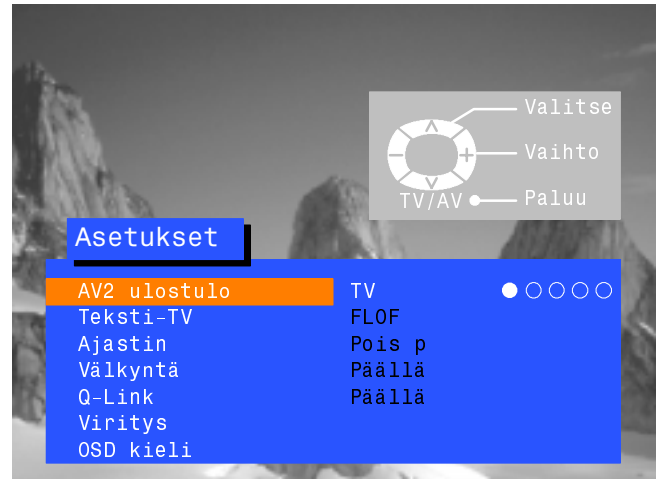 Valitse
Vaihto
TV/AV Paluu
Asetukset
AV2 ulostulo TV
Teksti-TV FLOF
Ajastin Pois p
Välkyntä Päällä
Q-Link Päällä
Viritys
OSD kieli